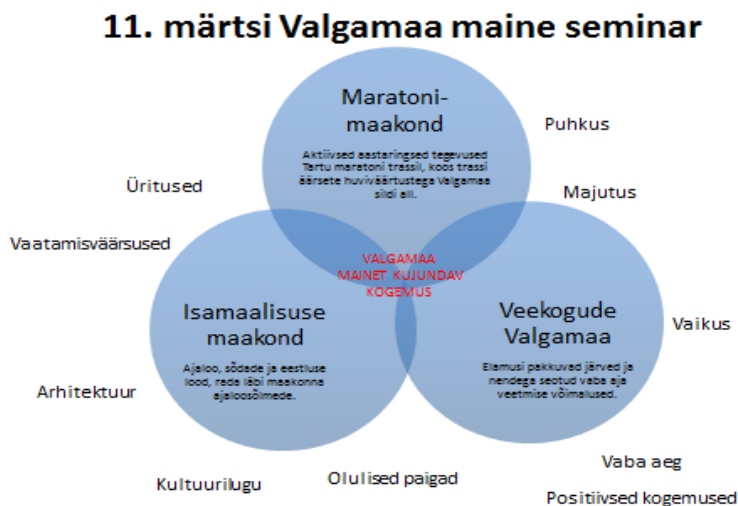 11. märtsi Valgamaa maine seminar
Maratoni-
maakond
Aktiivsed aastaringsed tegevused
Tartu maratoni trassil, koos trassi
äärsete huviväärtustega Valgamaa
sildi all.
Puhkus
Üritused
Majutus
Vaatamisväärsused
VALGAMAA
MAINET KUJUNDAV
KOGEMUS
Isamaalisuse
maakond
Ajaloo, sõdade ja eestluse
lood, rada läbi maakonna
ajaloosõlmede.
Veekogude
Valgamaa
Elamusi pakkuvad järved ja
nendega seotud vaba aja
veetmise võimalused.
Vaikus
Arhitektuur
Kultuurilugu
Olulised paigad
Vaba aeg
Positiivsed kogemused